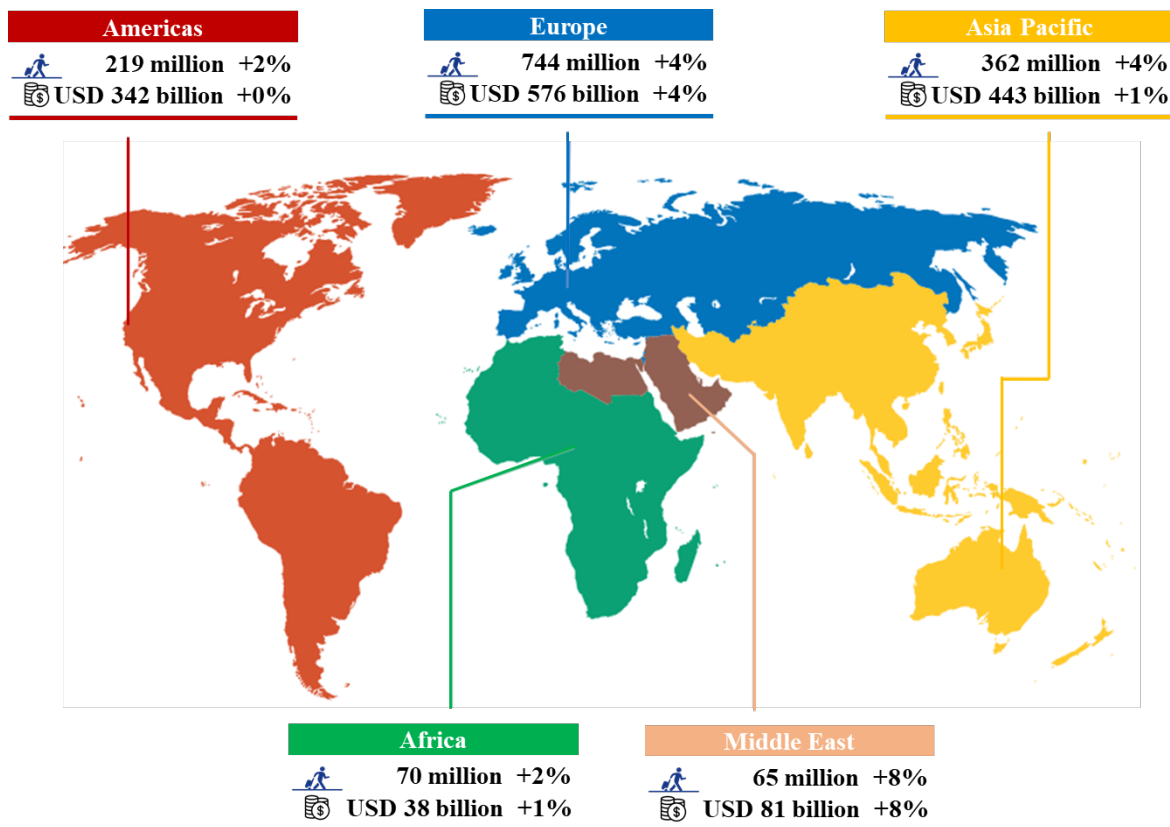 Americas
219 million +2%
USD 342 billion +0%
Europe
744 million +4%
USD 576 billion +4%
Asia Pacific
362 million +4%
USD 443 billion +1%
Africa
70 million +2%
USD 38 billion +1%
Middle East
65 million +8%
USD 81 billion +8%